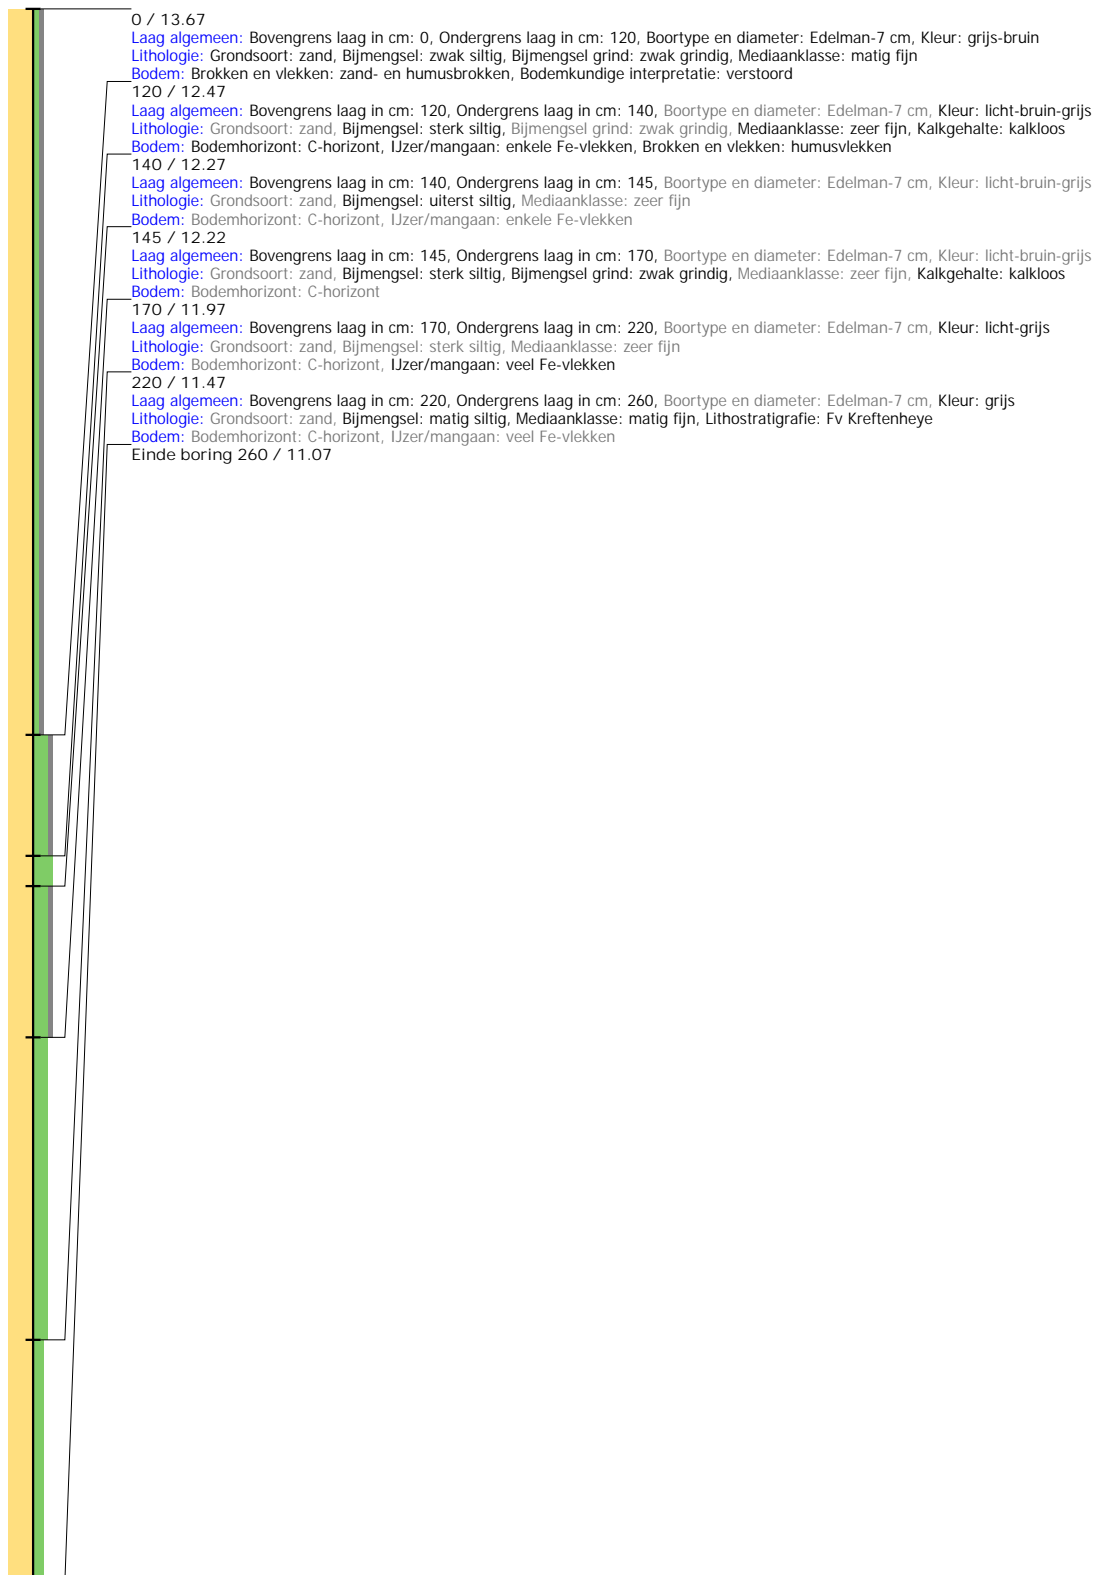 0 / 13.67
Laag algemeen: Bovengrens laag in cm: 0, Ondergrens laag in cm: 120, Boortype en diameter: Edelman-7 cm, Kleur: grijs-bruin
Lithologie: Grondsoort: zand, Bijmengsel: zwak siltig, Bijmengsel grind: zwak grindig, Mediaanklasse: matig fijn
Bodem: Brokken en vlekken: zand- en humusbrokken, Bodemkundige interpretatie: verstoord
120 / 12.47
Laag algemeen: Bovengrens laag in cm: 120, Ondergrens laag in cm: 140, Boortype en diameter: Edelman-7 cm, Kleur: licht-bruin-grijs
Lithologie: Grondsoort: zand, Bijmengsel: sterk siltig, Bijmengsel grind: zwak grindig, Mediaanklasse: zeer fijn, Kalkgehalte: kalkloos
Bodem: Bodemhorizont: C-horizont, IJzer/mangaan: enkele Fe-vlekken, Brokken en vlekken: humusvlekken
140 / 12.27
Laag algemeen: Bovengrens laag in cm: 140, Ondergrens laag in cm: 145, Boortype en diameter: Edelman-7 cm, Kleur: licht-bruin-grijs
Lithologie: Grondsoort: zand, Bijmengsel: uiterst siltig, Mediaanklasse: zeer fijn
Bodem: Bodemhorizont: C-horizont, IJzer/mangaan: enkele Fe-vlekken
145 / 12.22
Laag algemeen: Bovengrens laag in cm: 145, Ondergrens laag in cm: 170, Boortype en diameter: Edelman-7 cm, Kleur: licht-bruin-grijs
Lithologie: Grondsoort: zand, Bijmengsel: sterk siltig, Bijmengsel grind: zwak grindig, Mediaanklasse: zeer fijn, Kalkgehalte: kalkloos
Bodem: Bodemhorizont: C-horizont
170 / 11.97
Laag algemeen: Bovengrens laag in cm: 170, Ondergrens laag in cm: 220, Boortype en diameter: Edelman-7 cm, Kleur: licht-grijs
Lithologie: Grondsoort: zand, Bijmengsel: sterk siltig, Mediaanklasse: zeer fijn
Bodem: Bodemhorizont: C-horizont, IJzer/mangaan: veel Fe-vlekken
220 / 11.47
Laag algemeen: Bovengrens laag in cm: 220, Ondergrens laag in cm: 260, Boortype en diameter: Edelman-7 cm, Kleur: grijs
Lithologie: Grondsoort: zand, Bijmengsel: matig siltig, Mediaanklasse: matig fijn, Lithostratigrafie: Fv Kreftenheye
Bodem: Bodemhorizont: C-horizont, IJzer/mangaan: veel Fe-vlekken
Einde boring 260 / 11.07